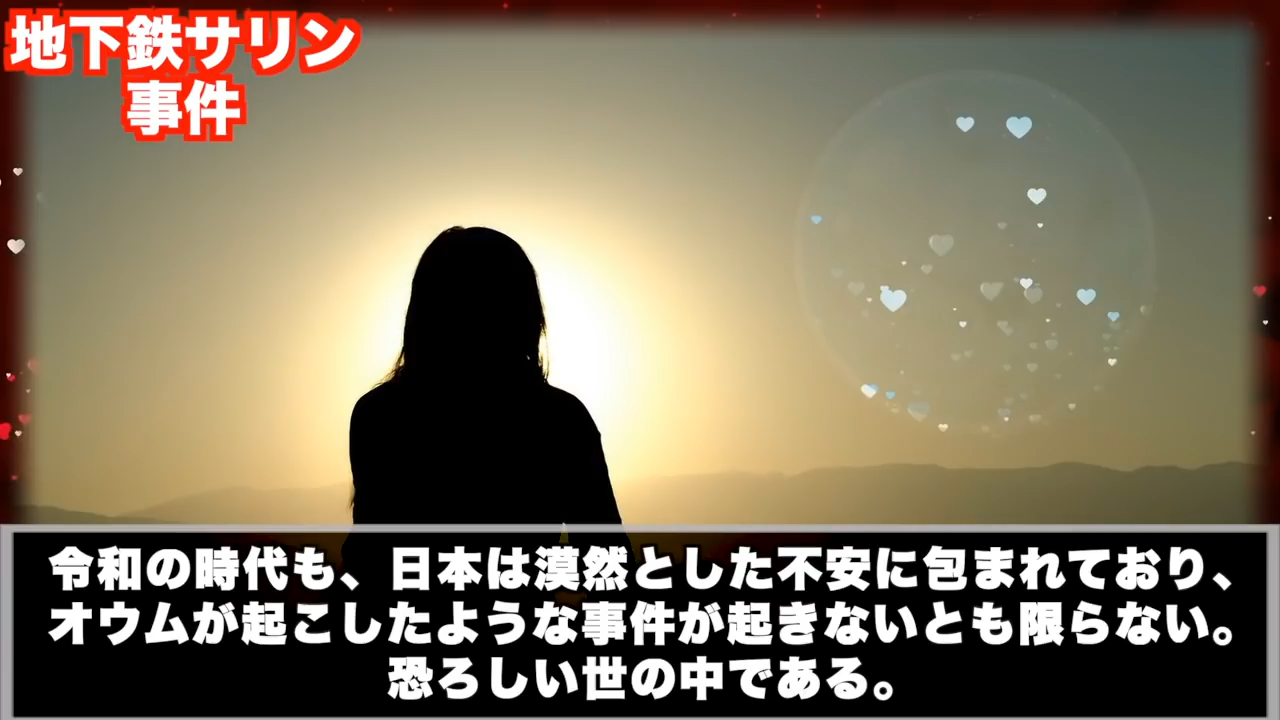 地下鉄サリン
事件
令和の時代も、日本は漠然とした不安に包まれており、
オウムが起こしたような事件が起きないとも限らない。
恐ろしい世の中である。